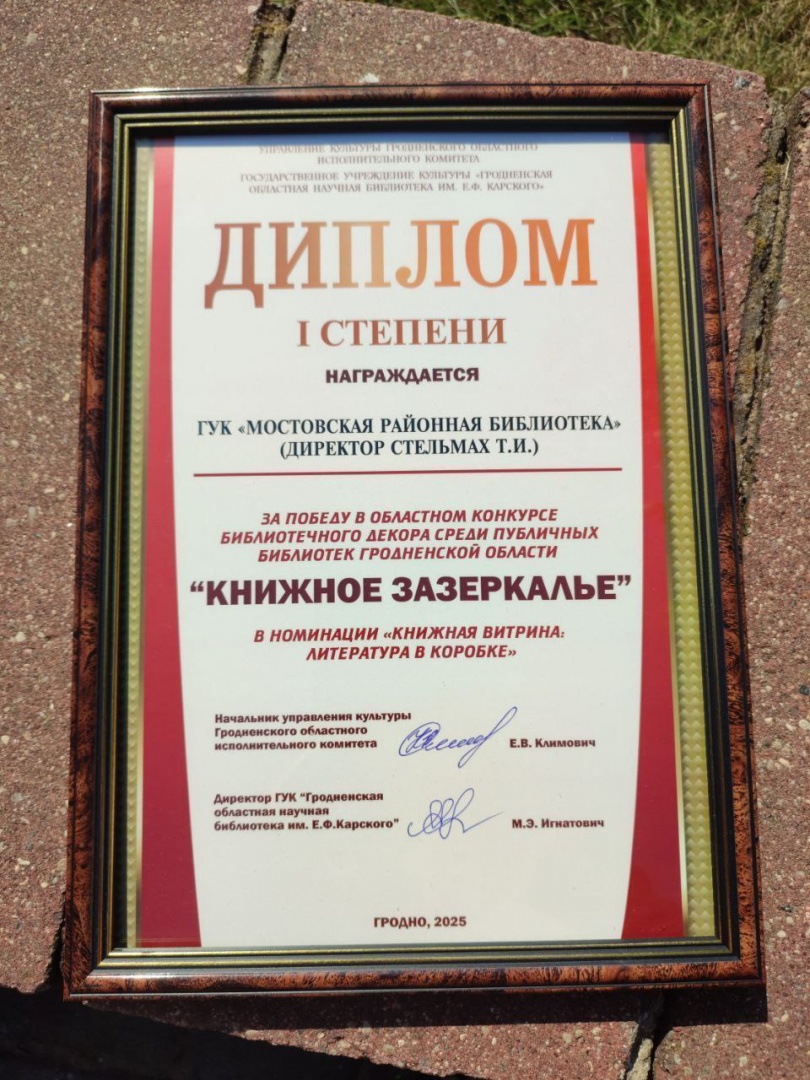 УПРАВЛЕНИЕ КУЛЬТУРЫ ГРОДНЕНСКОГО ОБЛАСТНОГО
ИСПОЛНИТЕЛЬНОГО КОМИТЕТА
ГОСУДАРСТВЕННОЕ УЧРЕЖДЕНИЕ КУЛЬТУРЫ «ГРОДНЕНСКАЯ
ОБЛАСТНАЯ НАУЧНАЯ БИБЛИОТЕКА ИМ. Е.Ф. КАРСКОГО»
ДИПЛОМ
I СТЕПЕНИ
НАГРАЖДАЕТСЯ
ГУК «МОСТОВСКАЯ РАЙОННАЯ БИБЛИОТЕКА»
(ДИРЕКТОР СТЕЛЬМАХ Т.И.)
ЗА ПОБЕДУ В ОБЛАСТНОМ КОНКУРСЕ
БИБЛИОТЕЧНОГО ДЕКОРА СРЕДИ ПУБЛИЧНЫХ
БИБЛИОТЕК ГРОДНЕНСКОЙ ОБЛАСТИ
“КНИЖНОЕ ЗАЗЕРКАЛЬЕ”
В НОМИНАЦИИ «КНИЖНАЯ ВИТРИНА:
ЛИТЕРАТУРА В КОРОБКЕ»
Начальник управления культуры
Гродненского областного
исполнительного комитета Е.В. Климович
Директор ГУК “Гродненская
областная научная
библиотека им. Е.Ф.Карского” М.Э. Игнатович
ГРОДНО, 2025